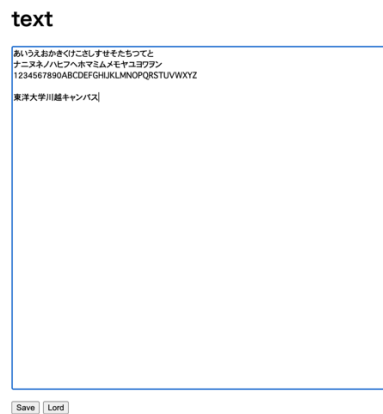 text
あいうえおかきくけこさしすせそたちつてと
ナニヌネノハヒフヘホマミムメモヤユヨワヲン
1234567890ABCDEFGHIJKLMNOPQRSTUVWXYZ
東洋大学川越キャンパス
Save Lord